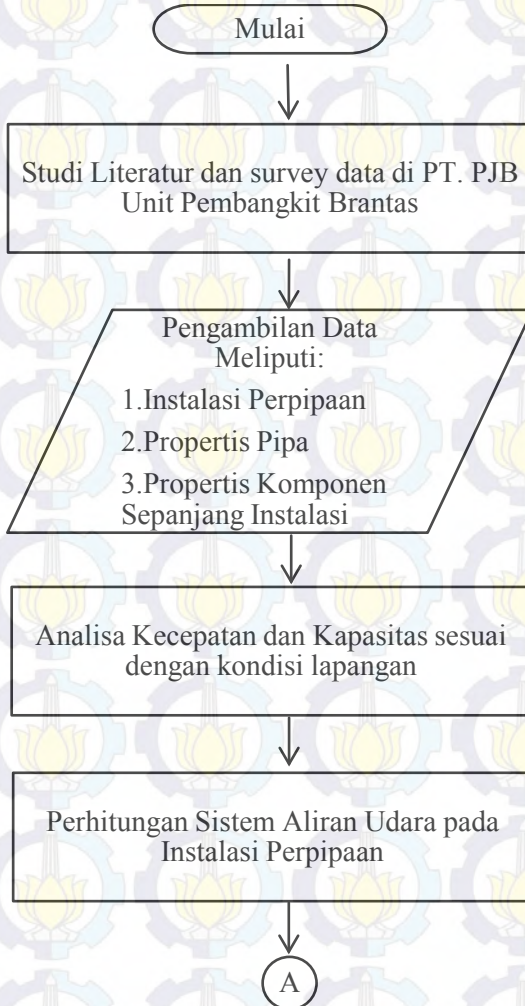 Mulai
Studi Literatur dan survey data di PT. PJB
Unit Pembangkit Brantas
Pengambilan Data
Meliputi:
1.Instalasi Perpipaan
2.Propertis Pipa
3.Propertis Komponen
Sepanjang Instalasi
Analisa Kecepatan dan Kapasitas sesuai
dengan kondisi lapangan
Perhitungan Sistem Aliran Udara pada
Instalasi Perpipaan
A